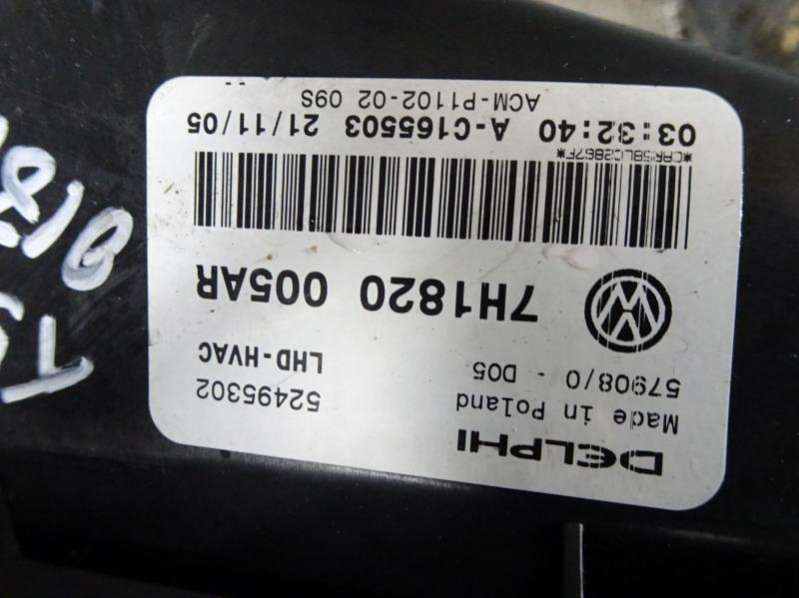 DELPHI
Made in Poland 52495302
57908/0 - D05 LHD-HVAC
7H1820 005AR
03:32:40 A-C165503 21/11/05
ACM-P1102-02 09S